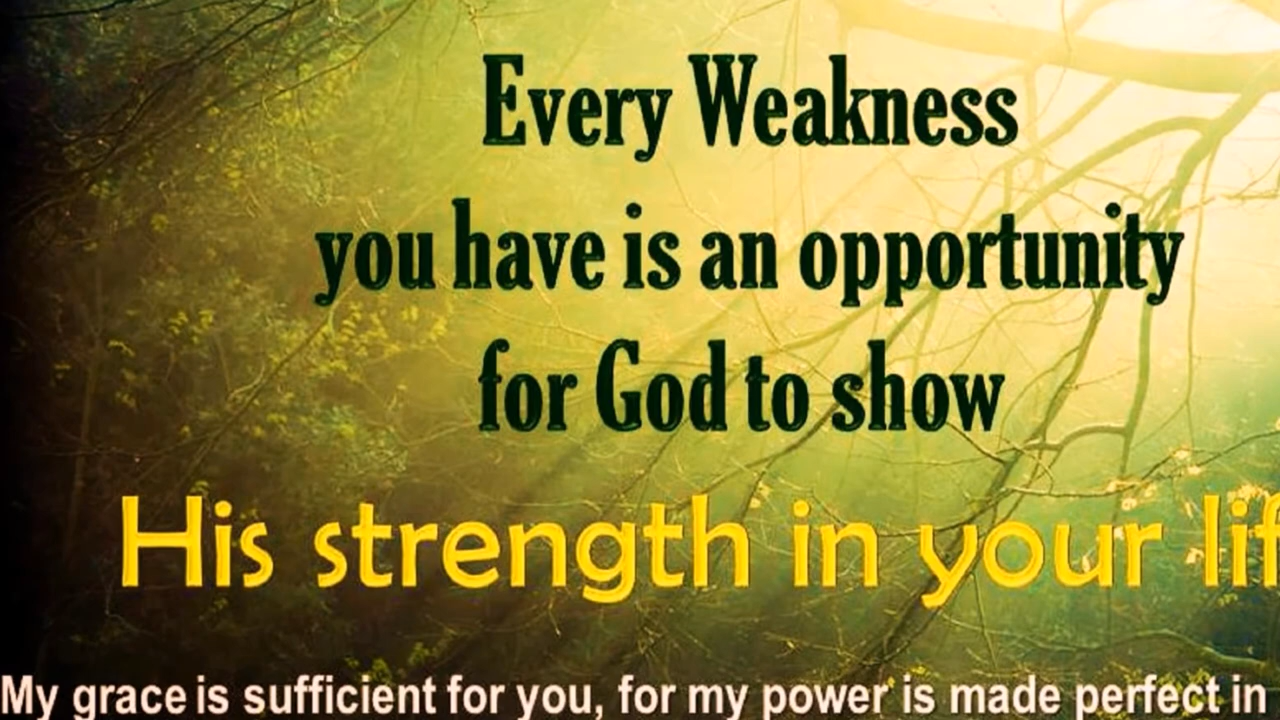 Every Weakness
you have is an opportunity
for God to show
His strength in your lif
My grace is sufficient for you, for my power is made perfect in